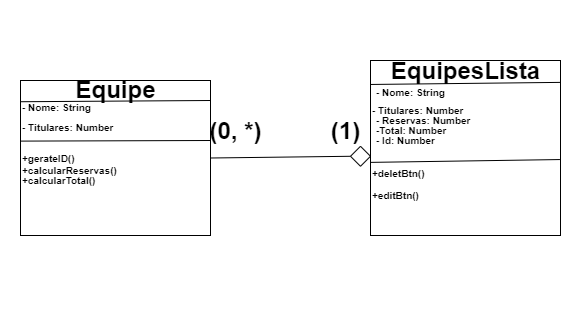 Equipe
- Nome: String
- Titulares: Number
+gerateID()
+calcularReservas()
+calcularTotal()
(0, *)
(1)
EquipesLista
- Nome: String
- Titulares: Number
- Reservas: Number
-Total: Number
- Id: Number
+deletBtn()
+editBtn()